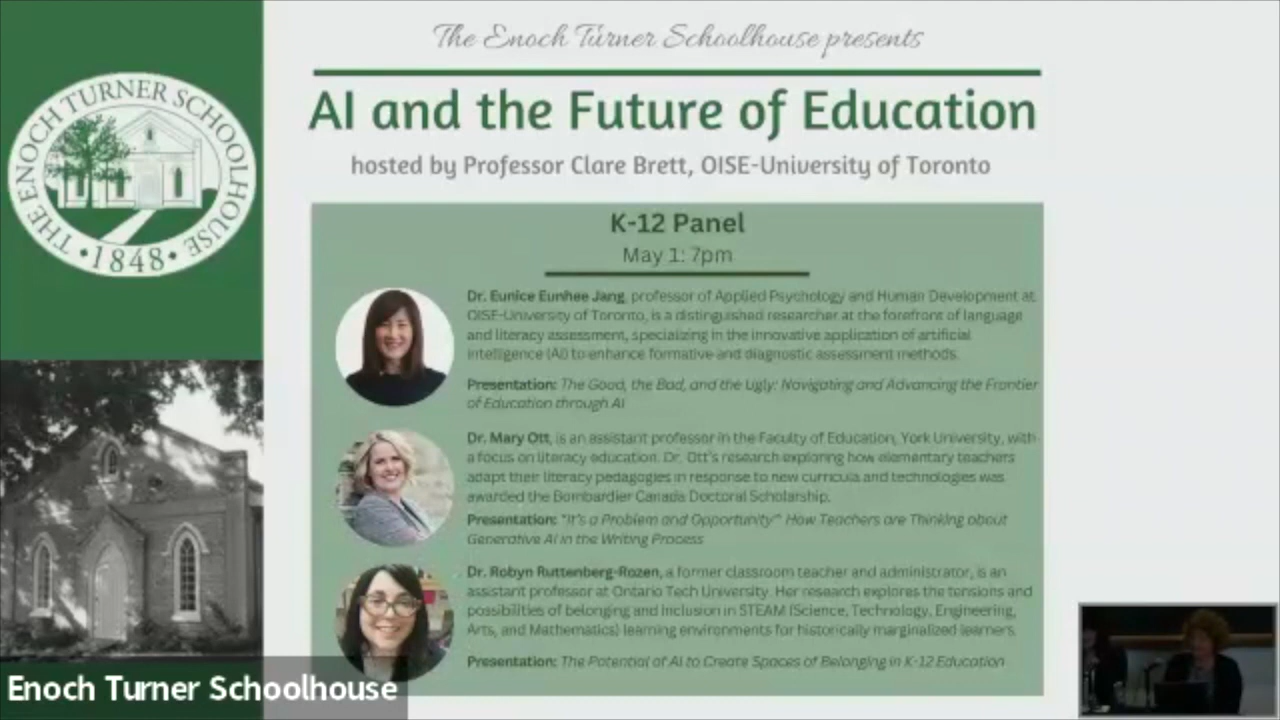 THE ENOCH TURNER SCHOOLHOUSE
•1848•
The Enoch Turner Schoolhouse presents
AI and the Future of Education
hosted by Professor Clare Brett, OISE-University of Toronto
K-12 Panel
May 1: 7pm
Dr. Eunice Eunhee Jang, professor of Applied Psychology and Human Development at
OISE-University of Toronto, is a distinguished researcher at the forefront of language
and literacy assessment, specializing in the innovative application of artificial
intelligence (AI) to enhance formative and diagnostic assessment methods.
Presentation: The Good, the Bad, and the Ugly: Navigating and Advancing the Frontier
of Education through AI
Dr. Mary Ott, is an assistant professor in the Faculty of Education, York University, with
a focus on literacy education. Dr. Ott's research exploring how elementary teachers
adapt their literacy pedagogies in response to new curricula and technologies was
awarded the Bombardier Canada Doctoral Scholarship.
Presentation: "It's a Problem and Opportunity'" How Teachers are Thinking about
Generative AI in the Writing Process
Dr. Robyn Ruttenberg-Rozen, a former classroom teacher and administrator, is an
assistant professor at Ontario Tech University. Her research explores the tensions and
possibilities of belonging and inclusion in STEAM (Science, Technology, Engineering,
Arts, and Mathematics) learning environments for historically marginalized learners.
Presentation: The Potential of AI to Create Spaces of Belonging in K-12 Education
Enoch Turner Schoolhouse